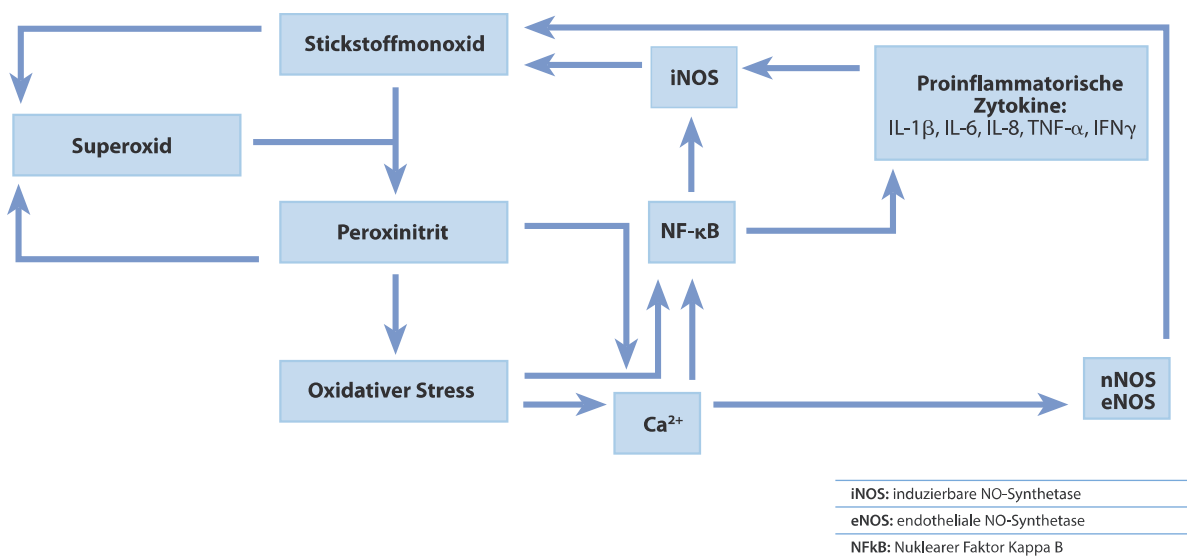 Stickstoffmonoxid
iNOS
Proinflammatorische
Zytokine:
IL-1β, IL-6, IL-8, TNF-α, IFNγ
Superoxid
Peroxinitrit
NF-κB
Oxidativer Stress
Ca²⁺
nNOS
eNOS
iNOS: induzierbare NO-Synthetase
eNOS: endotheliale NO-Synthetase
NFkB: Nuklearer Faktor Kappa B